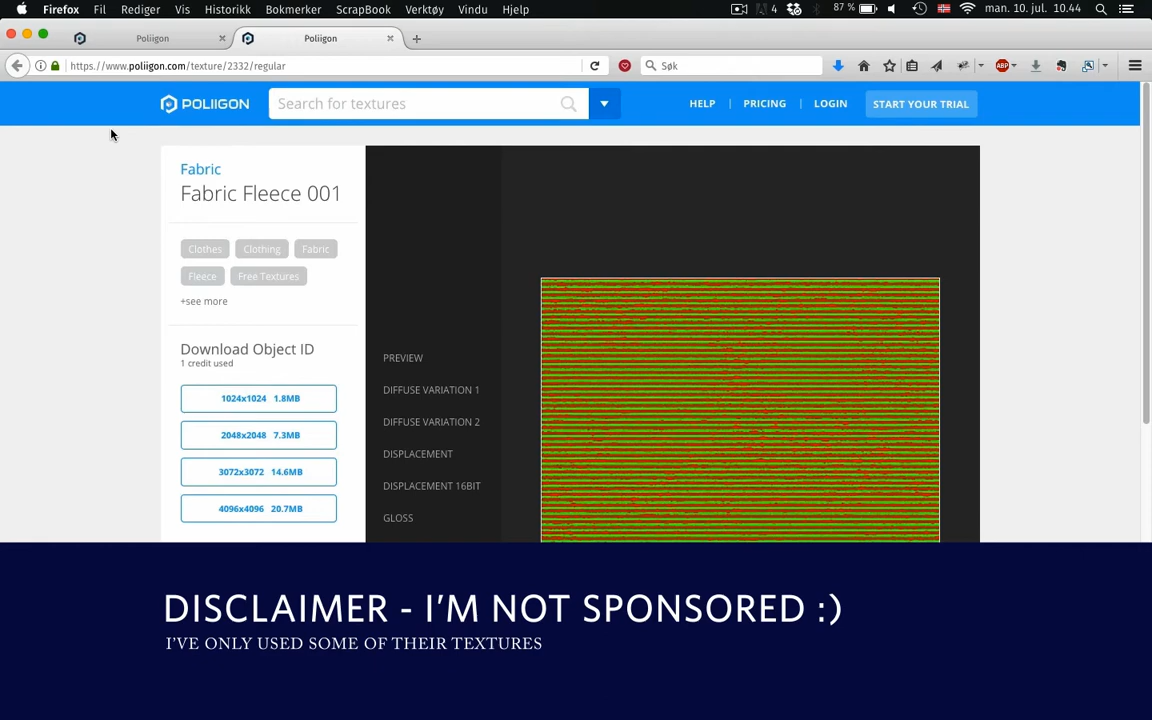 Firefox Fil Rediger Vis Historikk Bokmerker ScrapBook Verktøy Vindu Hjelp 4 87 % man. 10. jul. 10.44
Poliigon Poliigon
https://www.poliigon.com/texture/2332/regular Søk ABP
POLIIGON Search for textures HELP PRICING LOGIN START YOUR TRIAL
Fabric
Fabric Fleece 001
Clothes Clothing Fabric
Fleece Free Textures
+see more
Download Object ID
1 credit used
1024x1024 1.8MB
2048x2048 7.3MB
3072x3072 14.6MB
4096x4096 20.7MB
PREVIEW
DIFFUSE VARIATION 1
DIFFUSE VARIATION 2
DISPLACEMENT
DISPLACEMENT 16BIT
GLOSS
DISCLAIMER - I'M NOT SPONSORED :)
I'VE ONLY USED SOME OF THEIR TEXTURES